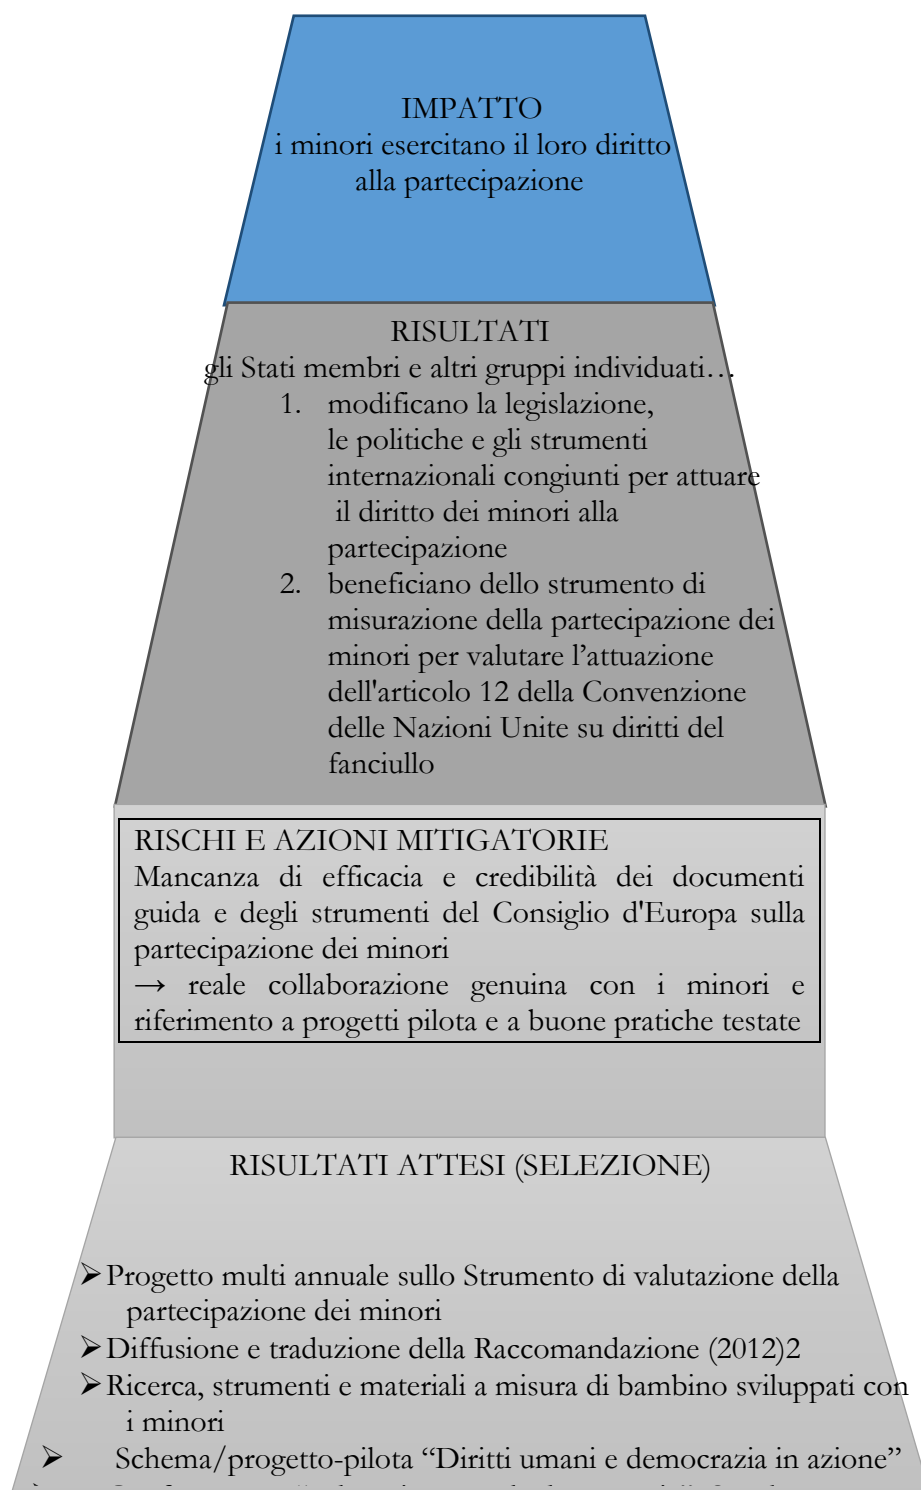 IMPATTO
i minori esercitano il loro diritto
alla partecipazione
RISULTATI
gli Stati membri e altri gruppi individuati…
1. modificano la legislazione,
le politiche e gli strumenti
internazionali congiunti per attuare
il diritto dei minori alla
partecipazione
2. beneficiano dello strumento di
misurazione della partecipazione dei
minori per valutare l’attuazione
dell'articolo 12 della Convenzione
delle Nazioni Unite su diritti del
fanciullo
RISCHI E AZIONI MITIGATORIE
Mancanza di efficacia e credibilità dei documenti
guida e degli strumenti del Consiglio d'Europa sulla
partecipazione dei minori
→ reale collaborazione genuina con i minori e
riferimento a progetti pilota e a buone pratiche testate
RISULTATI ATTESI (SELEZIONE)
➢ Progetto multi annuale sullo Strumento di valutazione della
partecipazione dei minori
➢ Diffusione e traduzione della Raccomandazione (2012)2
➢ Ricerca, strumenti e materiali a misura di bambino sviluppati con
i minori
➢ Schema/progetto-pilota “Diritti umani e democrazia in azione”